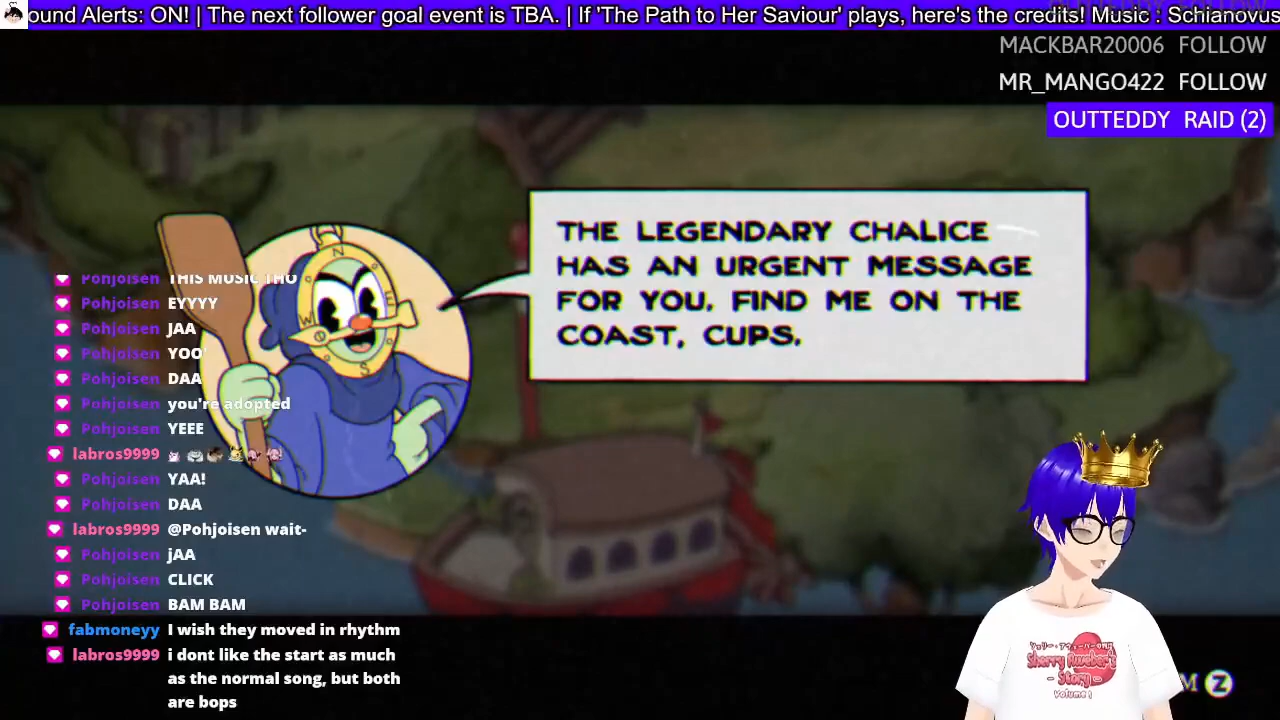 ound Alerts: ON! | The next follower goal event is TBA. | If 'The Path to Her Saviour' plays, here's the credits! Music : Schianovus
MACKBAR20006 FOLLOW
MR_MANGO422 FOLLOW
OUTTEDDY RAID (2)
THE LEGENDARY CHALICE
HAS AN URGENT MESSAGE
FOR YOU. FIND ME ON THE
COAST, CUPS.
N
E
W
S
Pohjoisen THIS MUSIC THO
Pohjoisen EYYYY
Pohjoisen JAA
Pohjoisen YOO
Pohjoisen DAA
Pohjoisen you're adopted
Pohjoisen YEEE
labros9999
Pohjoisen YAA!
Pohjoisen DAA
labros9999 @Pohjoisen wait-
Pohjoisen jAA
Pohjoisen CLICK
Pohjoisen BAM BAM
fabmoneyy I wish they moved in rhythm
labros9999 i dont like the start as much
as the normal song, but both
are bops
Sherry Aweber's
- Story -
Volume 1
M Z